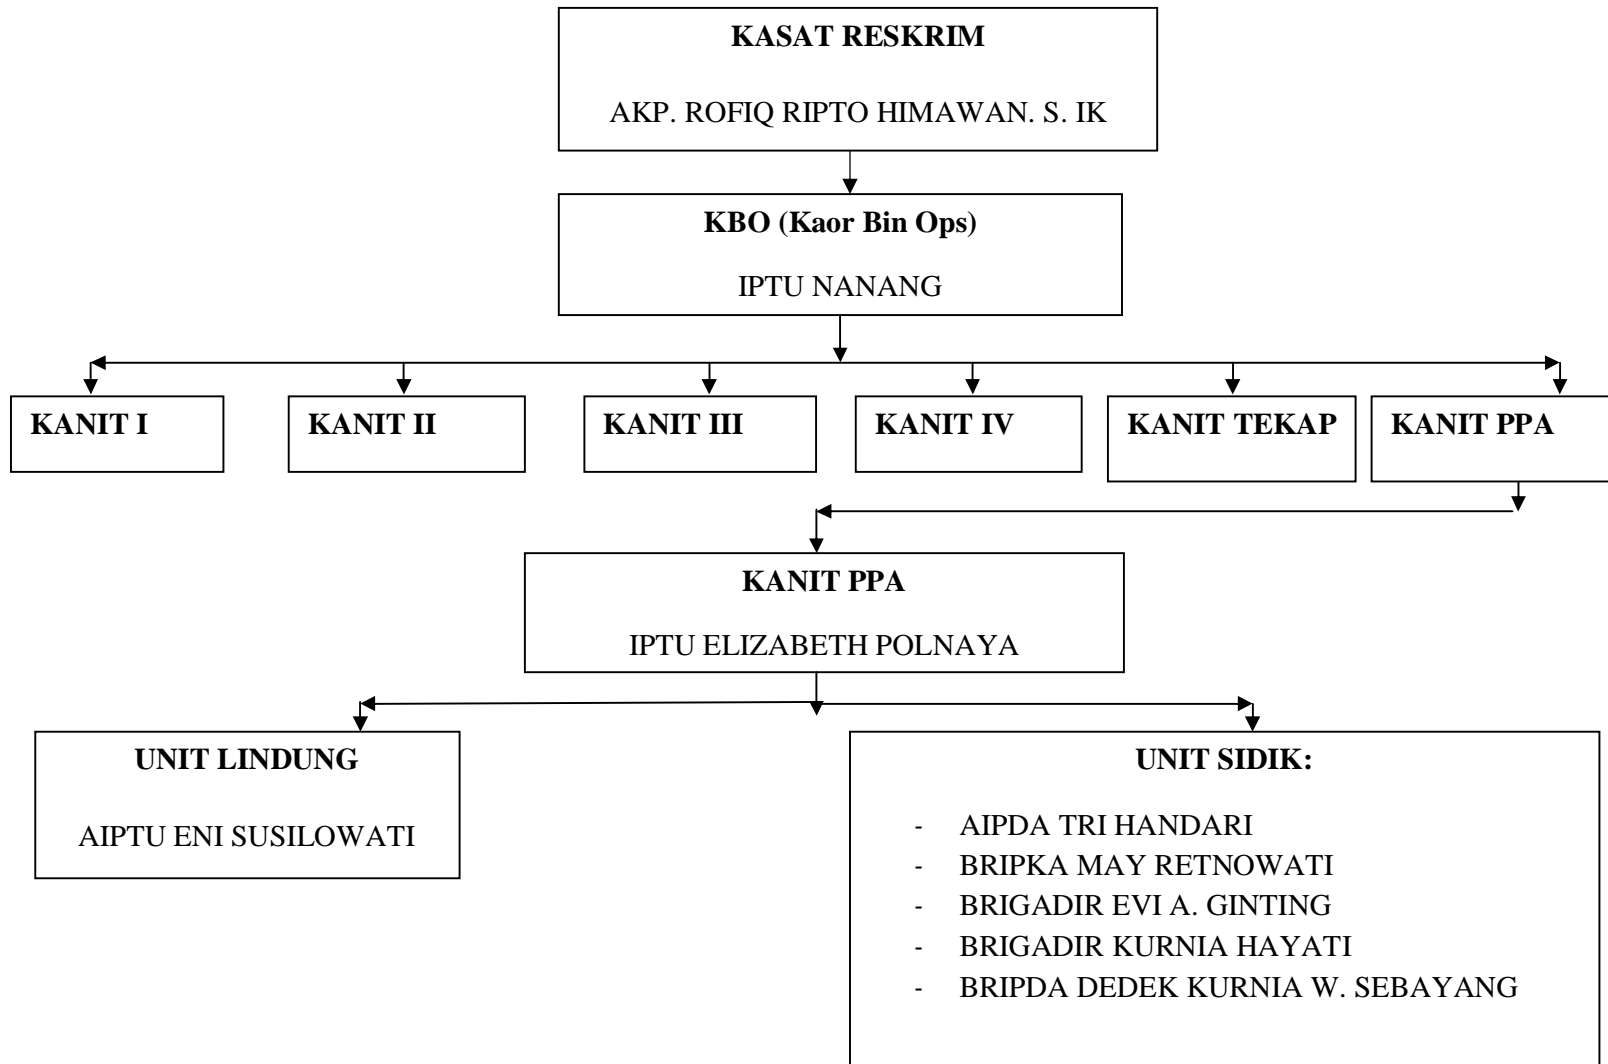 KASAT RESKRIM
AKP. ROFIQ RIPTO HIMAWAN. S. IK
KBO (Kaor Bin Ops)
IPTU NANANG
KANIT I
KANIT II
KANIT III
KANIT IV
KANIT TEKAP
KANIT PPA
KANIT PPA
IPTU ELIZABETH POLNAYA
UNIT LINDUNG
AIPTU ENI SUSILOWATI
UNIT SIDIK:
- AIPDA TRI HANDARI
- BRIPKA MAY RETNOWATI
- BRIGADIR EVI A. GINTING
- BRIGADIR KURNIA HAYATI
- BRIPDA DEDEK KURNIA W. SEBAYANG